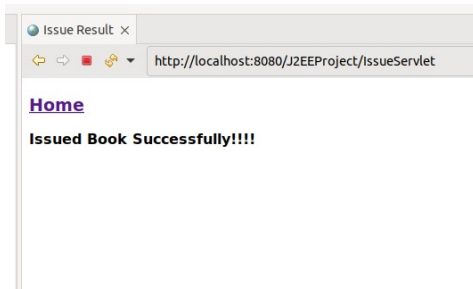 Issue Result
http://localhost:8080/J2EEProject/IssueServlet
Home
Issued Book Successfully!!!!